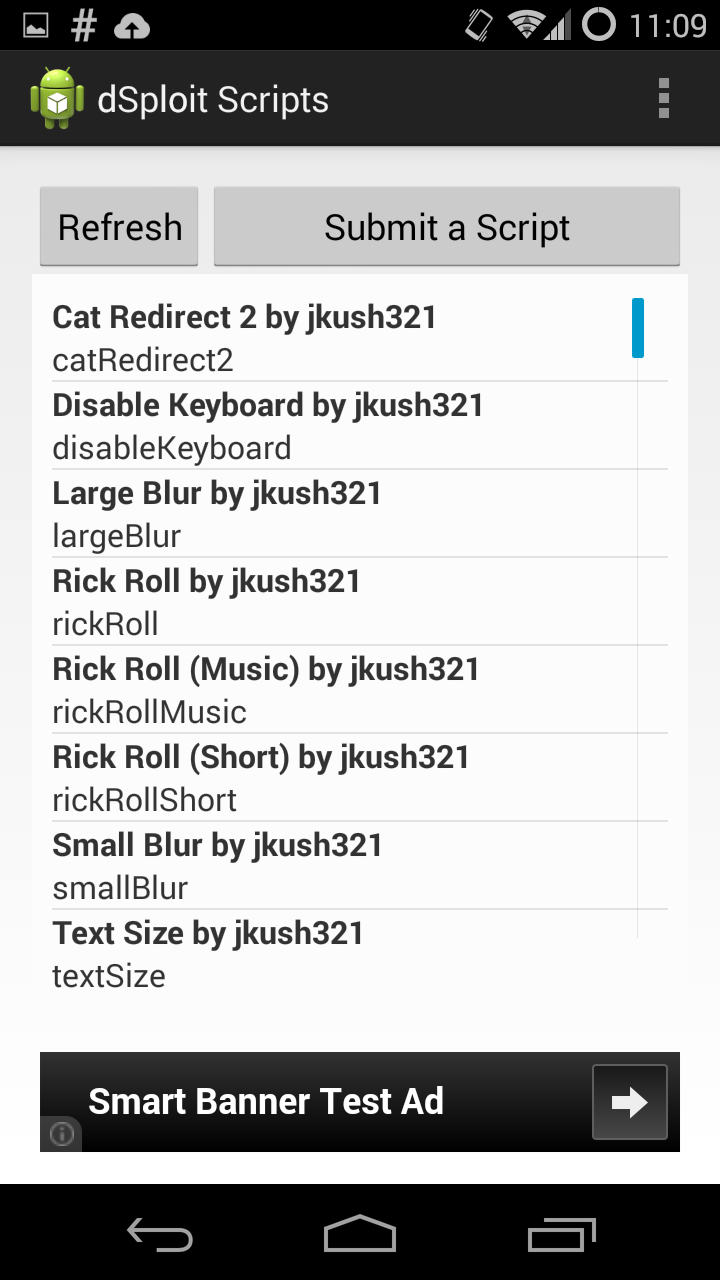 # 11:09
dSploit Scripts
Refresh
Submit a Script
Cat Redirect 2 by jkush321
catRedirect2
Disable Keyboard by jkush321
disableKeyboard
Large Blur by jkush321
largeBlur
Rick Roll by jkush321
rickRoll
Rick Roll (Music) by jkush321
rickRollMusic
Rick Roll (Short) by jkush321
rickRollShort
Small Blur by jkush321
smallBlur
Text Size by jkush321
textSize
Smart Banner Test Ad